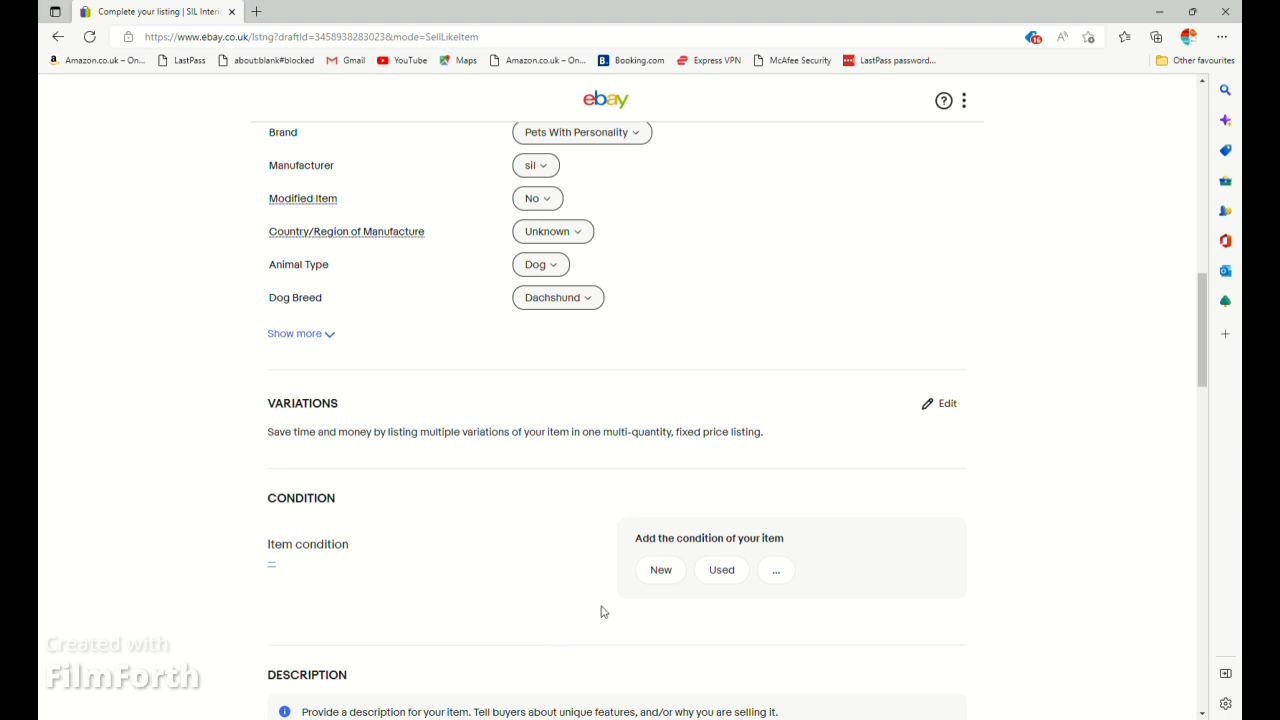 Complete your listing | SIL Interi
https://www.ebay.co.uk/lstng?draftId=3458938283023&mode=SellLikeItem
16
Amazon.co.uk – On... LastPass about:blank#blocked Gmail YouTube Maps Amazon.co.uk – On... Booking.com Express VPN McAfee Security LastPass password... Other favourites
ebay
Brand Pets With Personality
Manufacturer sil
Modified Item No
Country/Region of Manufacture Unknown
Animal Type Dog
Dog Breed Dachshund
Show more
VARIATIONS Edit
Save time and money by listing multiple variations of your item in one multi-quantity, fixed price listing.
CONDITION
Item condition
Add the condition of your item
New Used ...
Created with
FilmForth
DESCRIPTION
Provide a description for your item. Tell buyers about unique features, and/or why you are selling it.